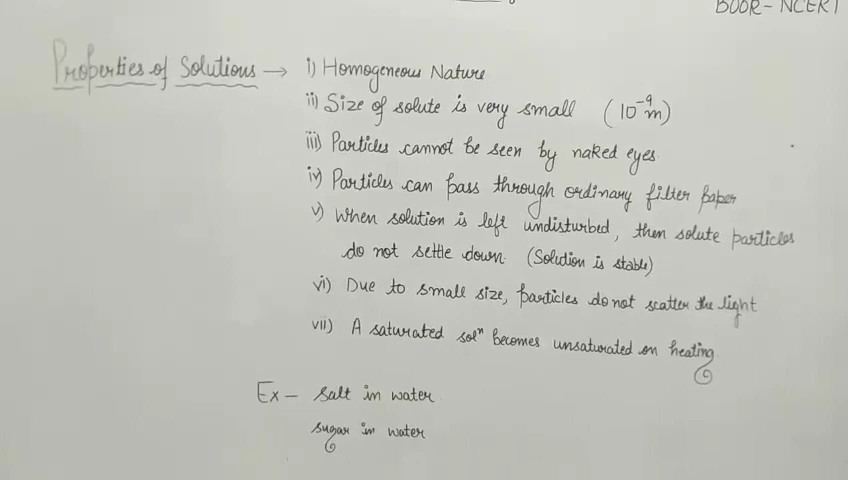 BOOR-NCERT
Properties of Solutions → i) Homogeneous Nature
ii) Size of solute is very small (10⁻⁹m)
iii) Particles cannot be seen by naked eyes.
iv) Particles can pass through ordinary filter paper
v) When solution is left undisturbed, then solute particles
do not settle down. (Solution is stable)
vi) Due to small size, particles do not scatter the light
vii) A saturated solⁿ becomes unsaturated on heating
Ex – Salt in water
sugar in water